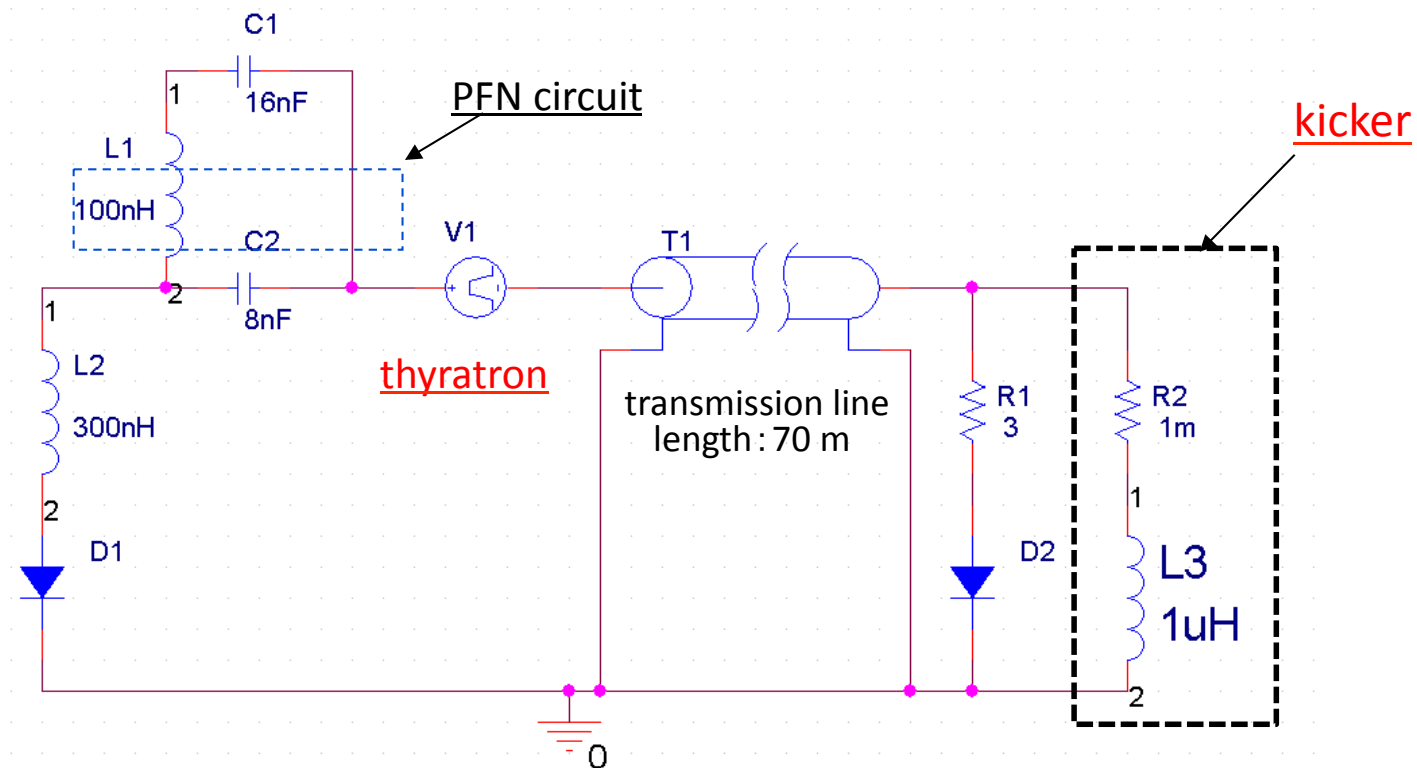 C1
16nF
1
PFN circuit
kicker
L1
100nH
C2
V1
T1
2
8nF
1
L2
300nH
thyratron
transmission line
length : 70 m
R1
3
R2
1m
2
1
D1
D2
L3
1uH
2
0